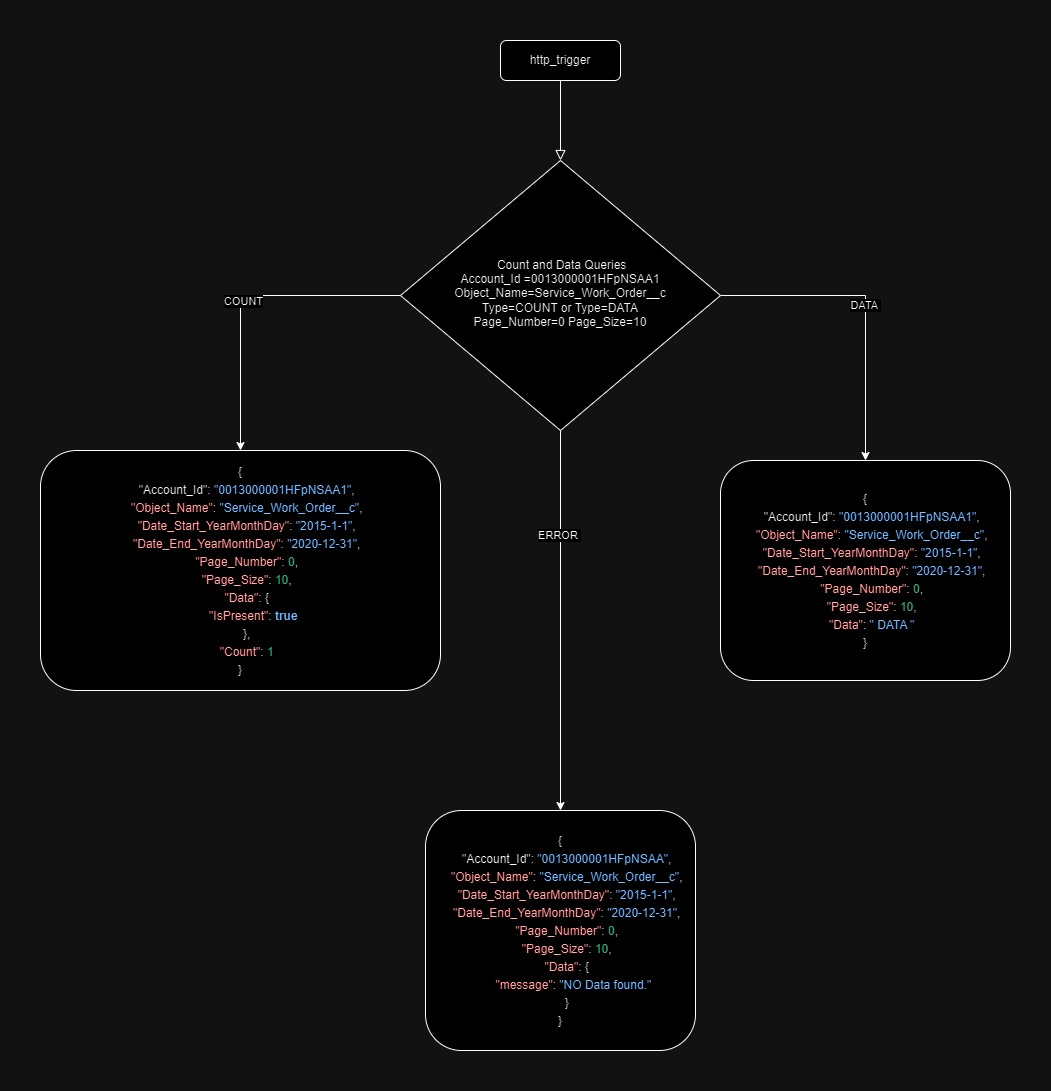 http_trigger
Count and Data Queries
Account_Id =0013000001HFpNSAA1
Object_Name=Service_Work_Order__c
Type=COUNT or Type=DATA
Page_Number=0 Page_Size=10
COUNT
DATA
ERROR
{
"Account_Id": "0013000001HFpNSAA1",
"Object_Name": "Service_Work_Order__c",
"Date_Start_YearMonthDay": "2015-1-1",
"Date_End_YearMonthDay": "2020-12-31",
"Page_Number": 0,
"Page_Size": 10,
"Data": {
"IsPresent": true
},
"Count": 1
}
{
"Account_Id": "0013000001HFpNSAA1",
"Object_Name": "Service_Work_Order__c",
"Date_Start_YearMonthDay": "2015-1-1",
"Date_End_YearMonthDay": "2020-12-31",
"Page_Number": 0,
"Page_Size": 10,
"Data": " DATA "
}
{
"Account_Id": "0013000001HFpNSAA",
"Object_Name": "Service_Work_Order__c",
"Date_Start_YearMonthDay": "2015-1-1",
"Date_End_YearMonthDay": "2020-12-31",
"Page_Number": 0,
"Page_Size": 10,
"Data": {
"message": "NO Data found."
}
}